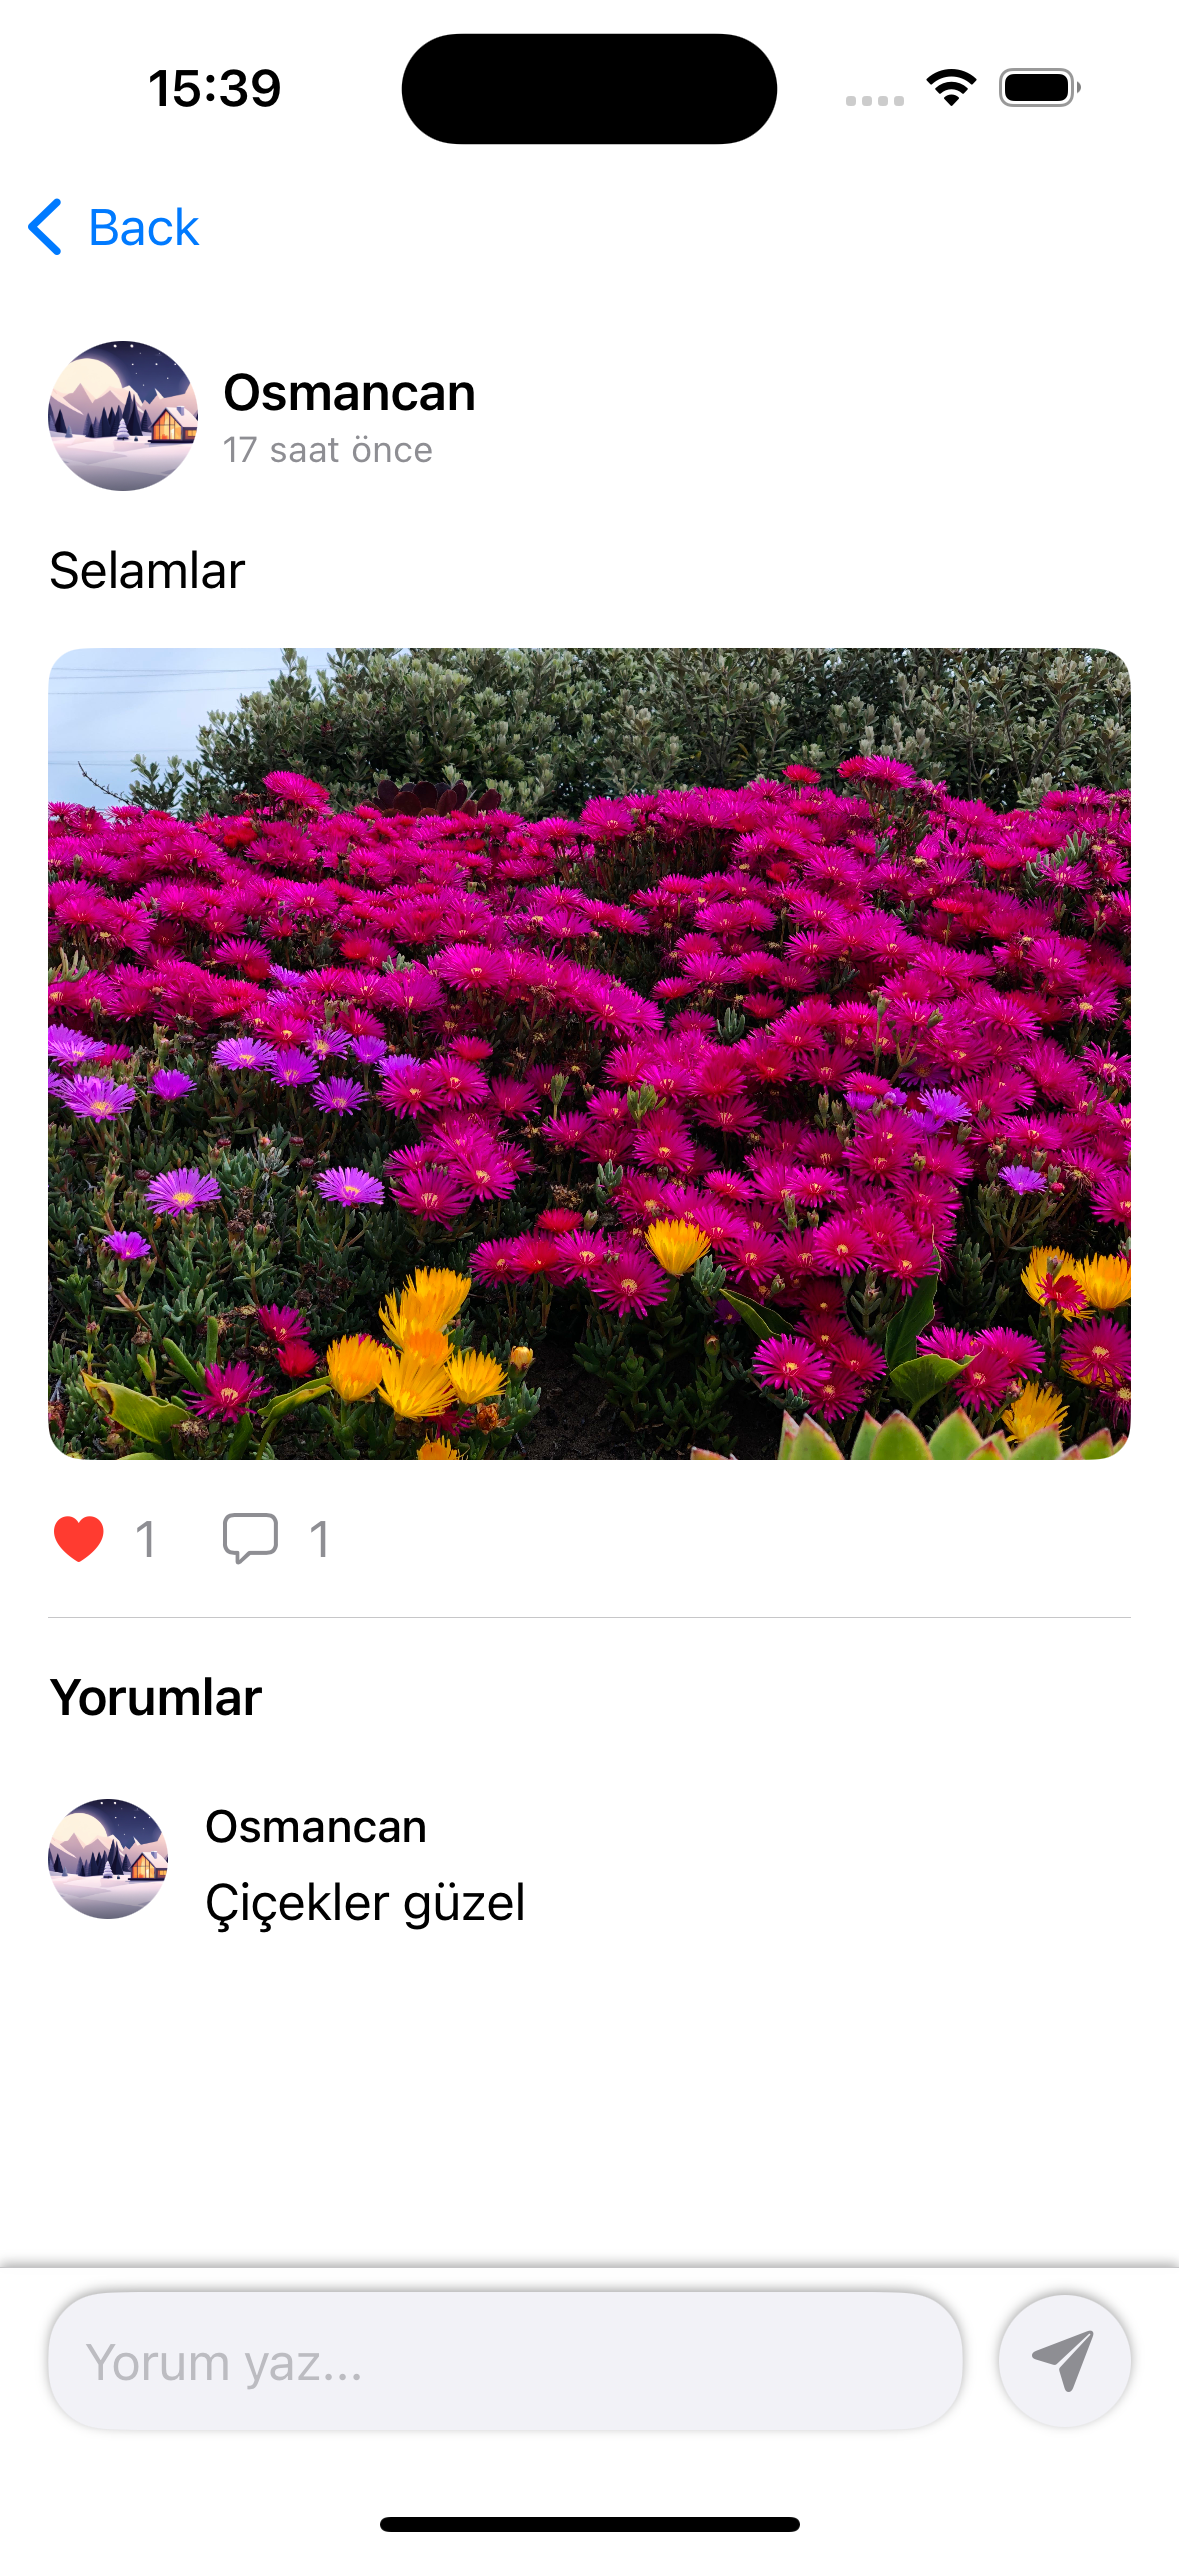 15:39
Back
Osmancan
17 saat önce
Selamlar
1 1
Yorumlar
Osmancan
Çiçekler güzel
Yorum yaz...